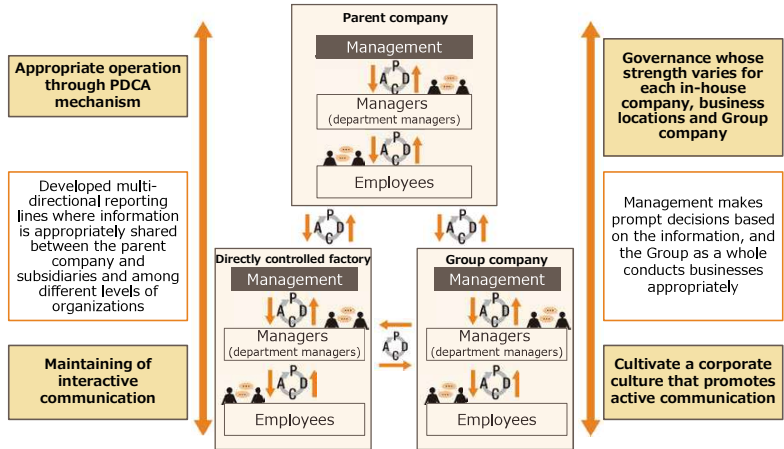 Parent company
Management
P
A D
C
Managers
(department managers)
P
A D
C
Employees
Appropriate operation
through PDCA
mechanism
Developed multi-
directional reporting
lines where information
is appropriately shared
between the parent
company and
subsidiaries and among
different levels of
organizations
Maintaining of
interactive
communication
P
A D
C
P
A D
C
Directly controlled factory
Management
P
A D
C
Managers
(department managers)
P
A D
C
Employees
P
A D
C
Group company
Management
P
A D
C
Managers
(department managers)
P
A D
C
Employees
Governance whose
strength varies for
each in-house
company, business
locations and Group
company
Management makes
prompt decisions based
on the information, and
the Group as a whole
conducts businesses
appropriately
Cultivate a corporate
culture that promotes
active communication